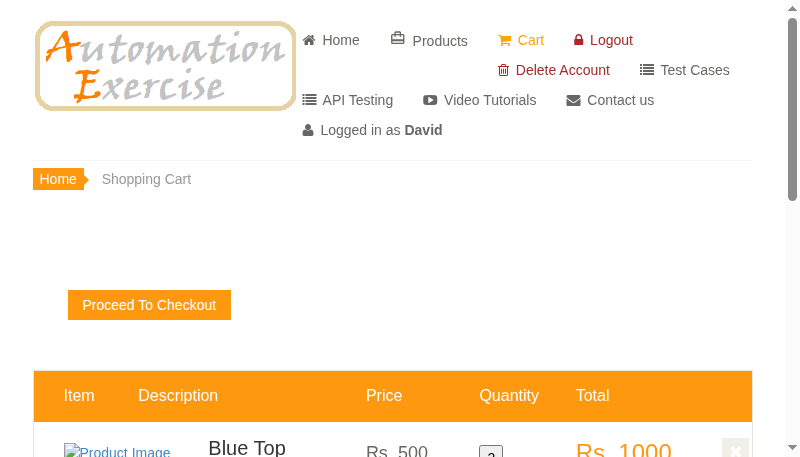 Automation
Exercise
Home
Products
Cart
Logout
Delete Account
Test Cases
API Testing
Video Tutorials
Contact us
Logged in as David
Home
Shopping Cart
Proceed To Checkout
Item Description Price Quantity Total
Product Image Blue Top Rs. 500 2 Rs. 1000